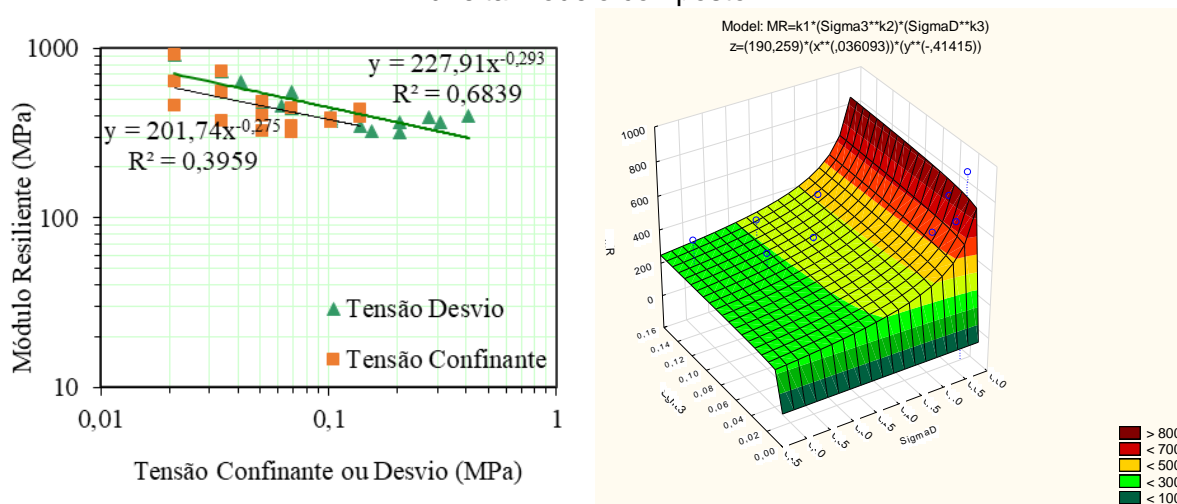 1000
100
10
0,01
0,1
1
Módulo Resiliente (MPa)
y = 227,91x^-0,293
R² = 0,6839
y = 201,74x^-0,275
R² = 0,3959
Tensão Desvio
Tensão Confinante
Tensão Confinante ou Desvio (MPa)
Model: MR=k1*(Sigma3**k2)*(SigmaD**k3)
z=(190,259)*(x**(,036093))*(y**(-,41415))
1000
800
600
400
200
0
R
0,16
0,14
0,12
0,10
0,08
0,06
0,04
0,02
0,00
SigmaD
> 800
< 700
< 500
< 300
< 100